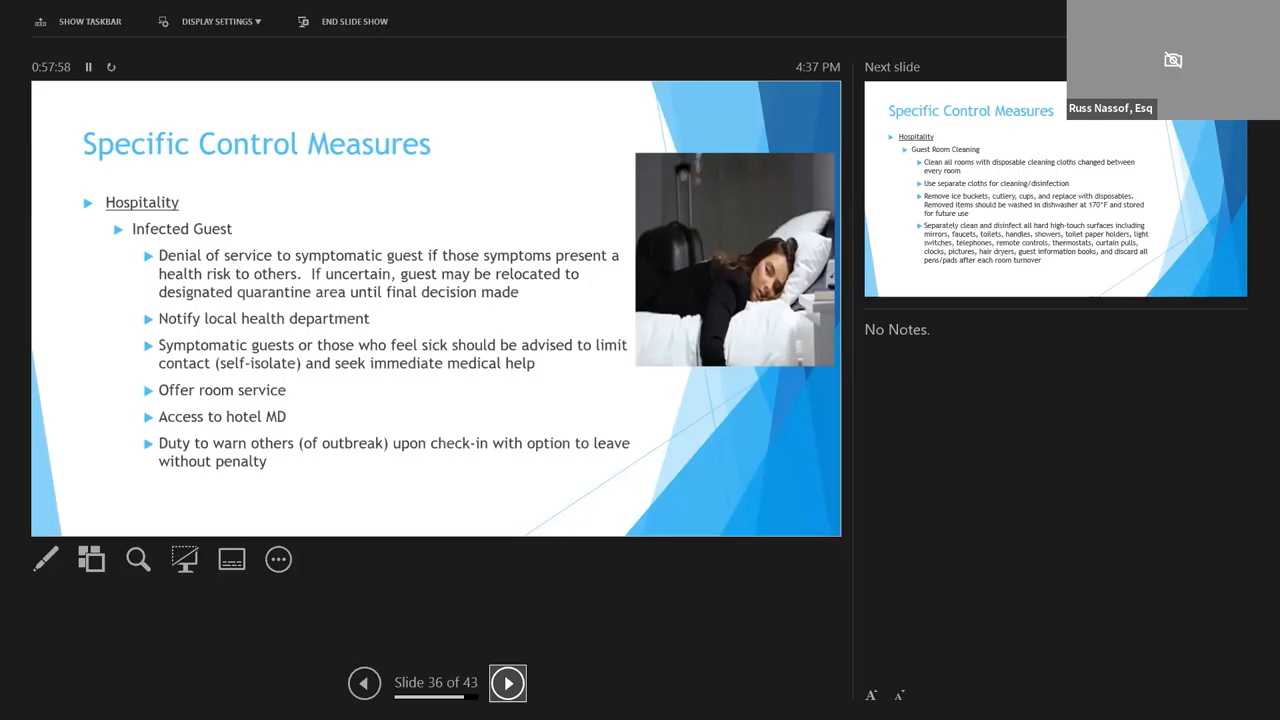 SHOW TASKBAR
DISPLAY SETTINGS
END SLIDE SHOW
0:57:58
4:37 PM
Specific Control Measures
Hospitality
Infected Guest
Denial of service to symptomatic guest if those symptoms present a
health risk to others. If uncertain, guest may be relocated to
designated quarantine area until final decision made
Notify local health department
Symptomatic guests or those who feel sick should be advised to limit
contact (self-isolate) and seek immediate medical help
Offer room service
Access to hotel MD
Duty to warn others (of outbreak) upon check-in with option to leave
without penalty
Slide 36 of 43
Next slide
Russ Nassof, Esq
Specific Control Measures
Hospitality
Guest Room Cleaning
Clean all rooms with disposable cleaning cloths changed between
every room
Use separate cloths for cleaning/disinfection
Remove ice buckets, cutlery, cups, and replace with disposables.
Removed items should be washed in dishwasher at 170°F and stored
for future use
Separately clean and disinfect all hard high-touch surfaces including
mirrors, faucets, toilets, handles, showers, toilet paper holders, light
switches, telephones, remote controls, thermostats, curtain pulls,
clocks, pictures, hair dryers, guest information books, and discard all
pens/pads after each room turnover
No Notes.
A A